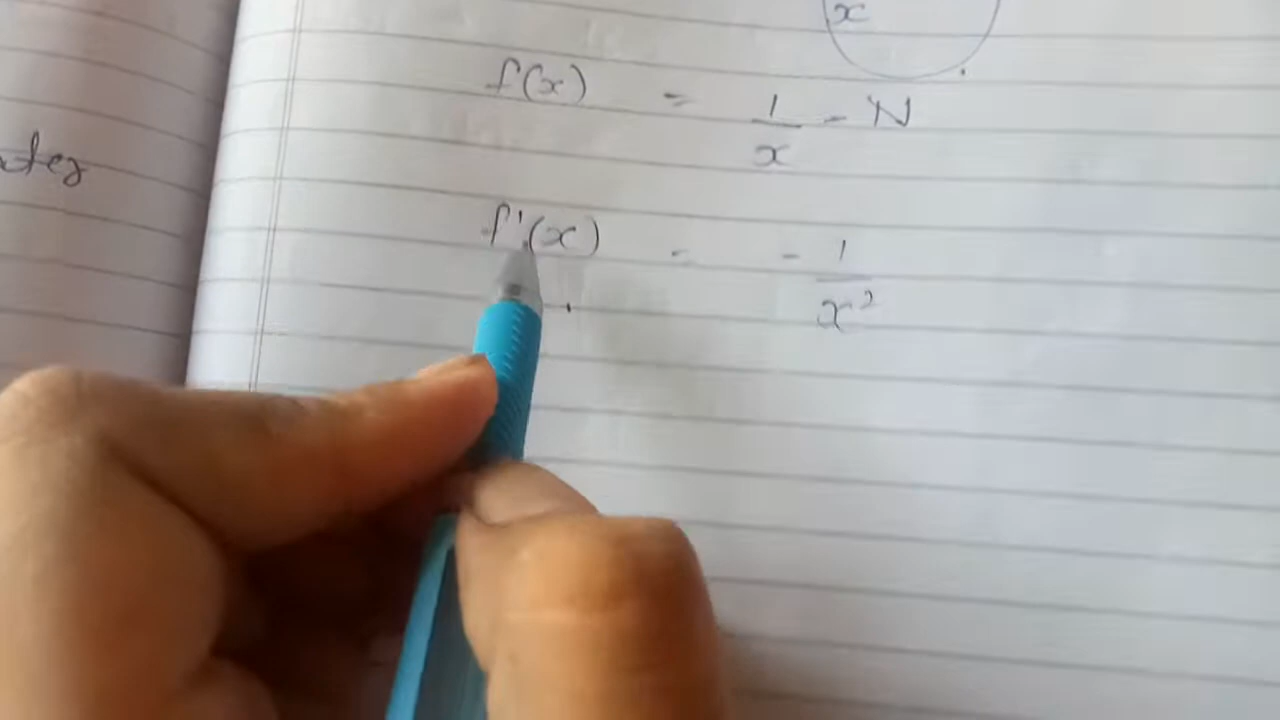 x
f(x) = 1/x - N
f'(x) = - 1/x²